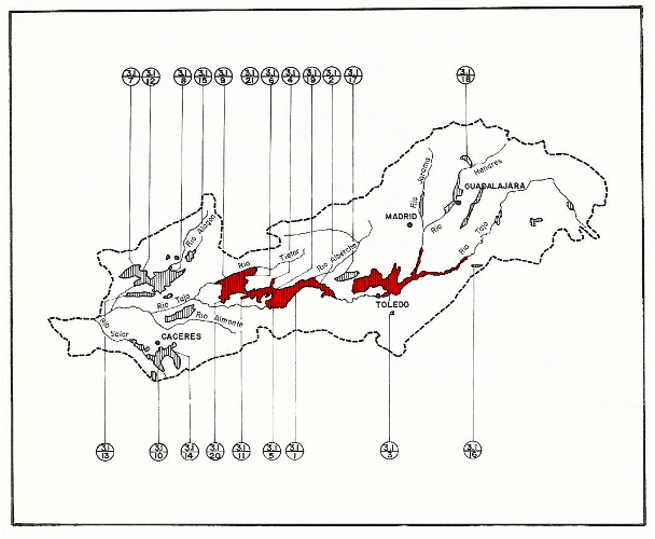 3.1 7
3.1 12
3.1 8
3.1 15
3.1 9
3.1 21
3.1 6
3.1 4
3.1 19
3.1 2
3.1 17
3.1 18
Rio Jarama
Henares
GUADALAJARA
MADRID
Rio
Rio Tajo
Rio Alagon
Rio Tietar
Rio Alberche
Rio Tajo
TOLEDO
Rio Almonte
Rio
Salor
CACERES
3.1 13
3.1 10
3.1 14
3.1 20
3.1 11
3.1 5
3.1 1
3.1 3
3.1 16